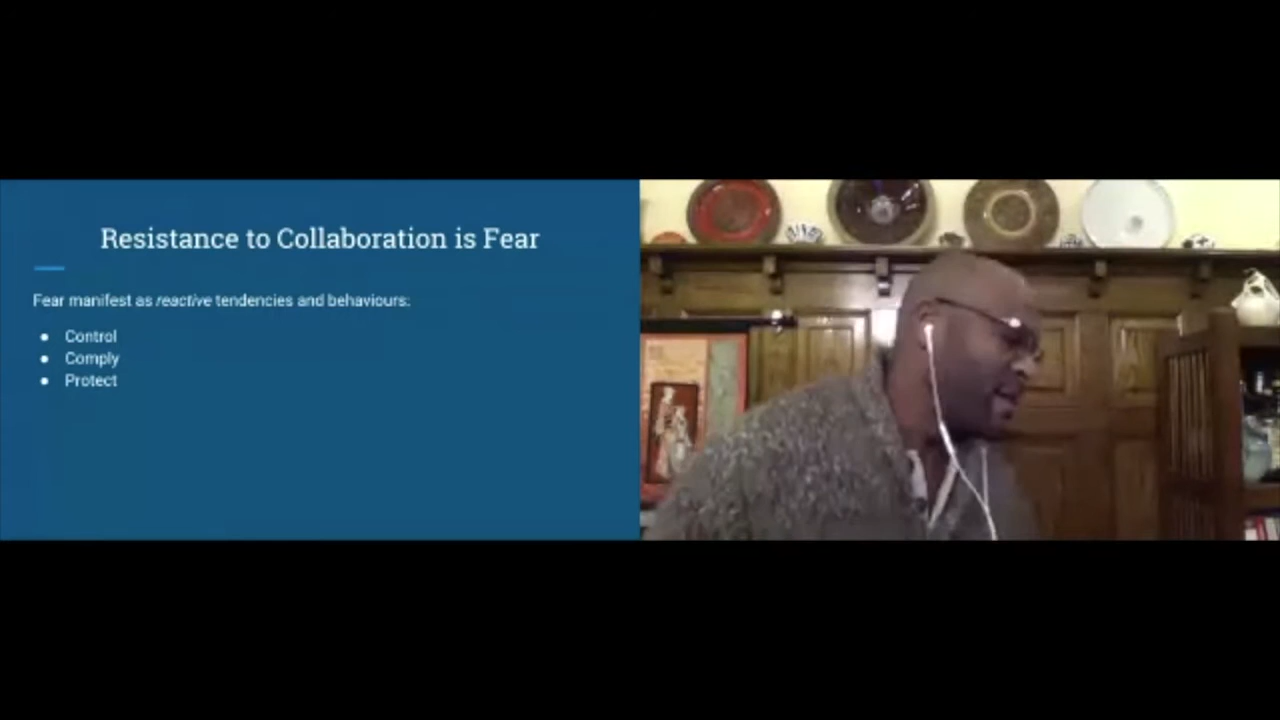 Resistance to Collaboration is Fear
Fear manifest as reactive tendencies and behaviours:
● Control
● Comply
● Protect